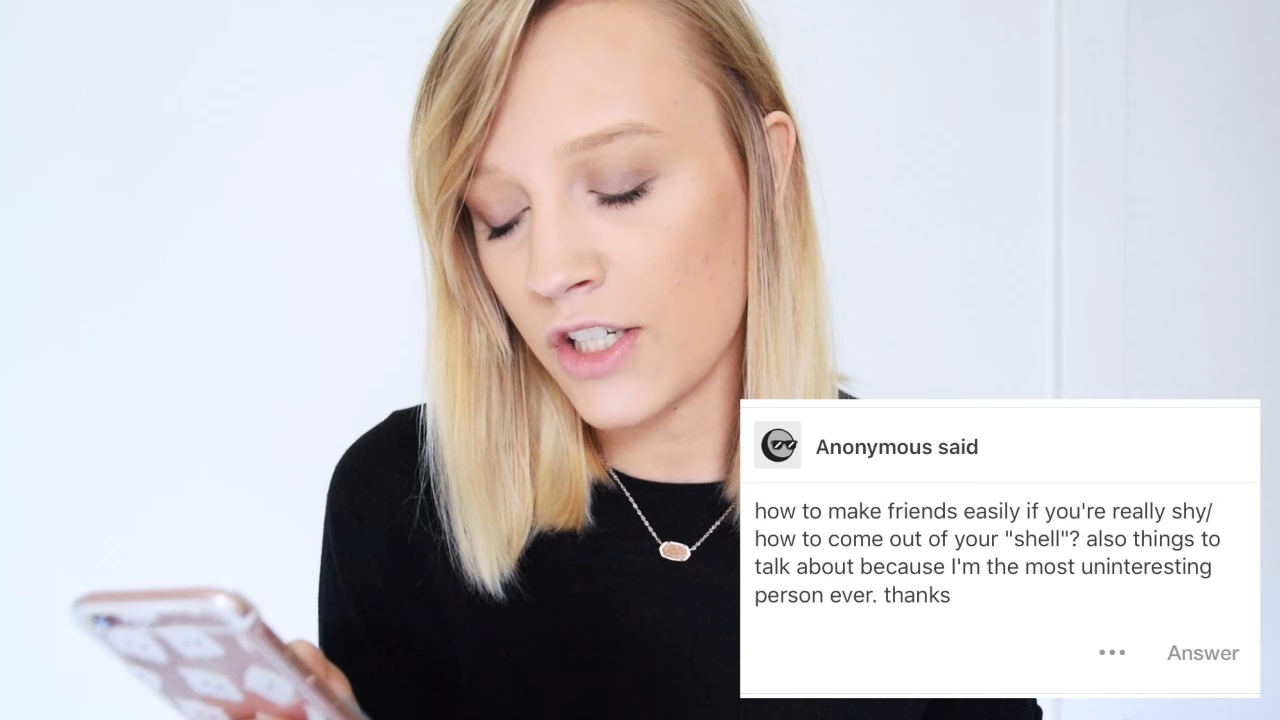 Anonymous said
how to make friends easily if you're really shy/
how to come out of your "shell"? also things to
talk about because I'm the most uninteresting
person ever. thanks
••• Answer